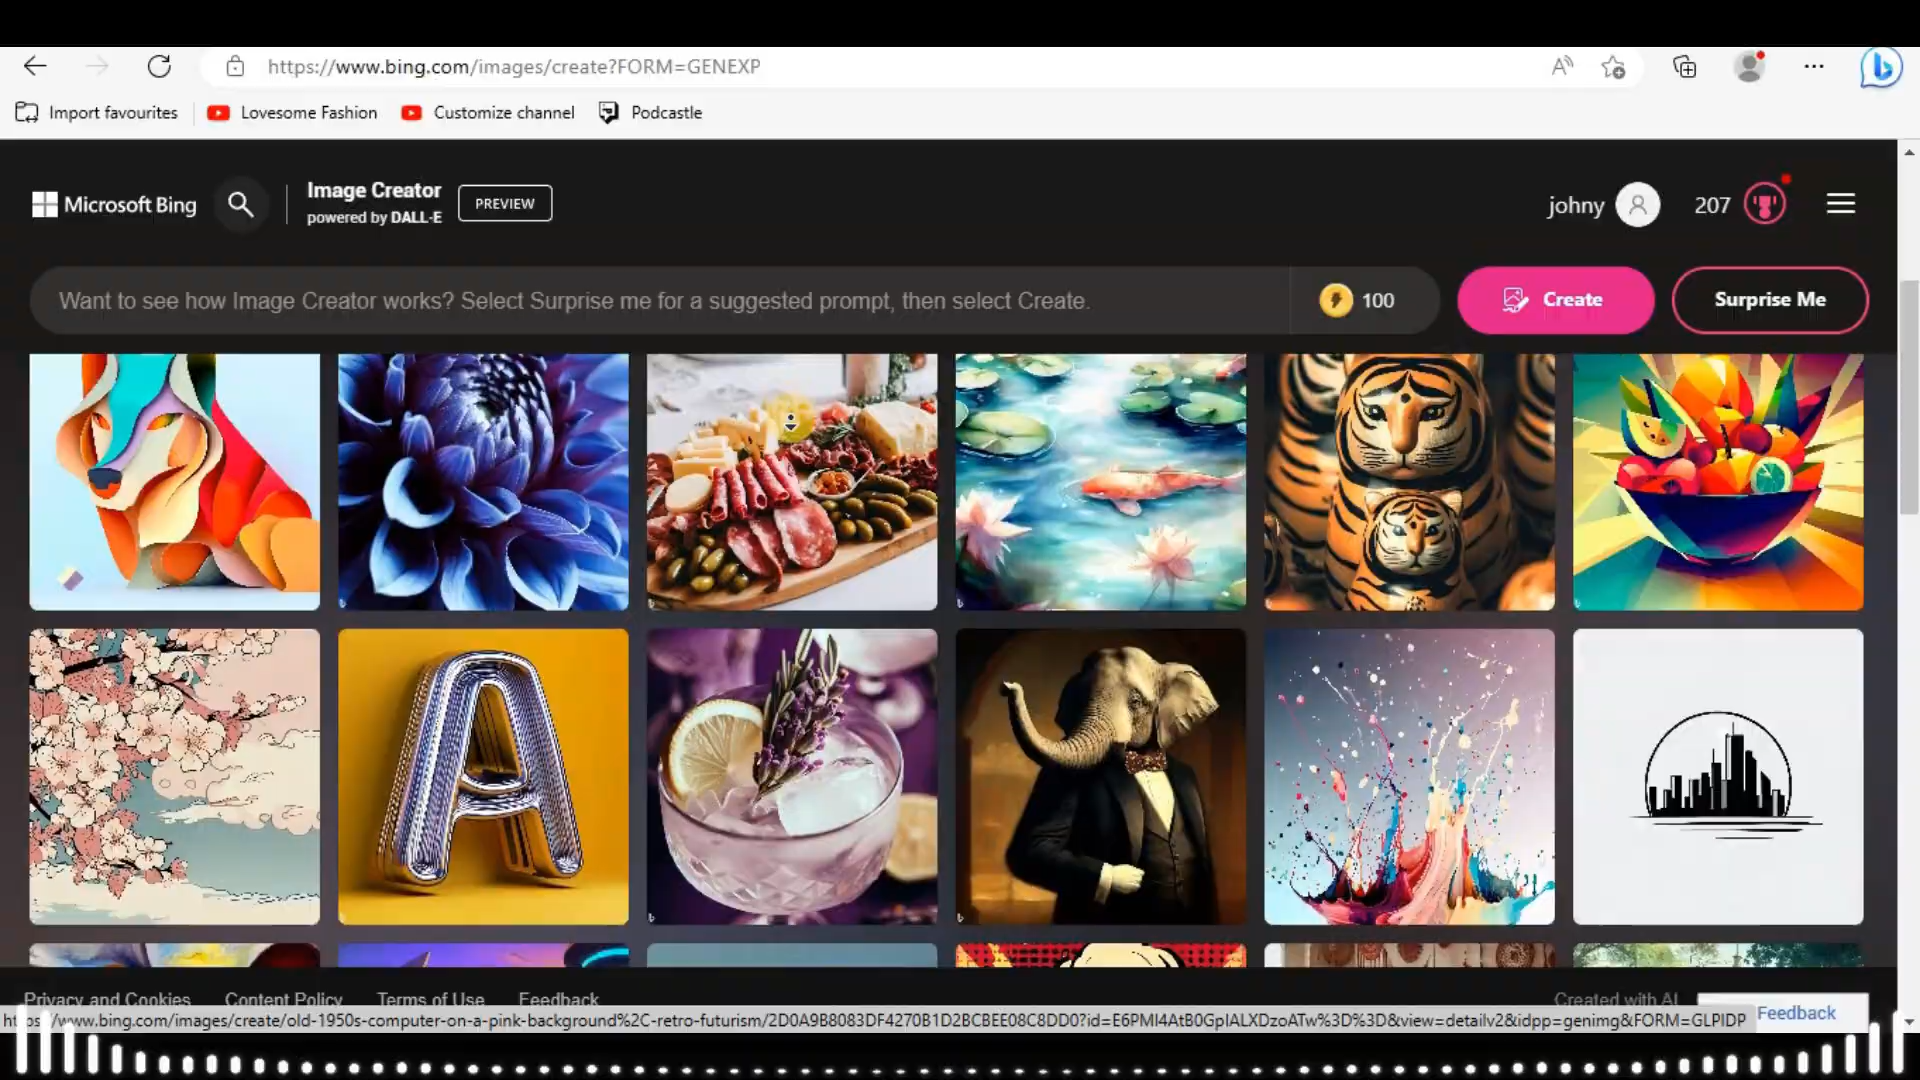 https://www.bing.com/images/create?FORM=GENEXP
Import favourites
Lovesome Fashion
Customize channel
Podcastle
Microsoft Bing
Image Creator
powered by DALL·E
PREVIEW
johny
207
Want to see how Image Creator works? Select Surprise me for a suggested prompt, then select Create.
100
Create
Surprise Me
A
Privacy and Cookies
Content Policy
Terms of Use
Feedback
Created with AI
Feedback
https://www.bing.com/images/create/old-1950s-computer-on-a-pink-background%2C-retro-futurism/2D0A9B8083DF4270B1D2BCBEE08C8DD0?id=E6PMI4AtB0GpIALXDzoATw%3D%3D&view=detailv2&idpp=genimg&FORM=GLPIDP